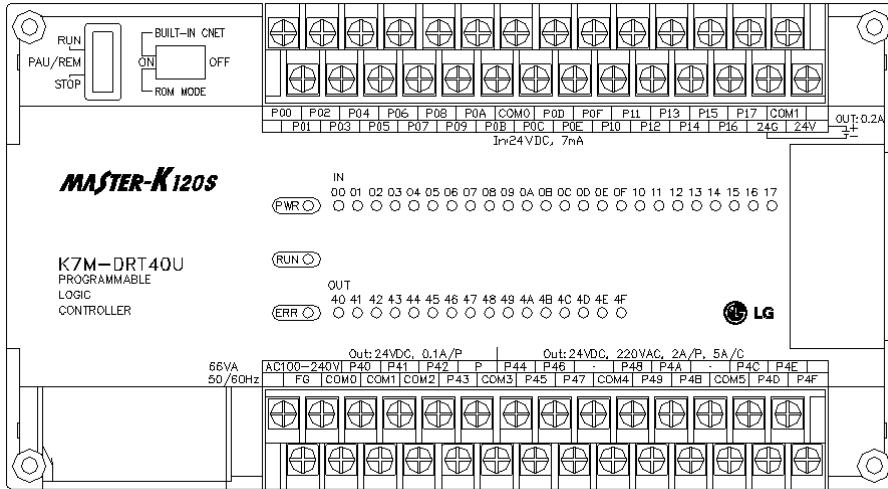 RUN
PAU/REM
STOP
BUILT-IN CNET
ON OFF
ROM MODE
P00 P02 P04 P06 P08 P0A COM0 P0D P0F P11 P13 P15 P17 COM1
P01 P03 P05 P07 P09 P0B P0C P0E P10 P12 P14 P16 24G 24V
OUT:0.2A
In:24VDC, 7mA
MASTER-K120S
IN
00 01 02 03 04 05 06 07 08 09 0A 0B 0C 0D 0E 0F 10 11 12 13 14 15 16 17
PWR
K7M-DRT40U
PROGRAMMABLE
LOGIC
CONTROLLER
RUN
OUT
40 41 42 43 44 45 46 47 48 49 4A 4B 4C 4D 4E 4F
ERR
LG
Out:24VDC, 0.1A/P Out:24VDC, 220VAC, 2A/P, 5A/C
66VA
50/60Hz
AC100-240V P40 P41 P42 P P44 P46 · P48 P4A · P4C P4E
FG COM0 COM1 COM2 P43 COM3 P45 P47 COM4 P49 P4B COM5 P4D P4F